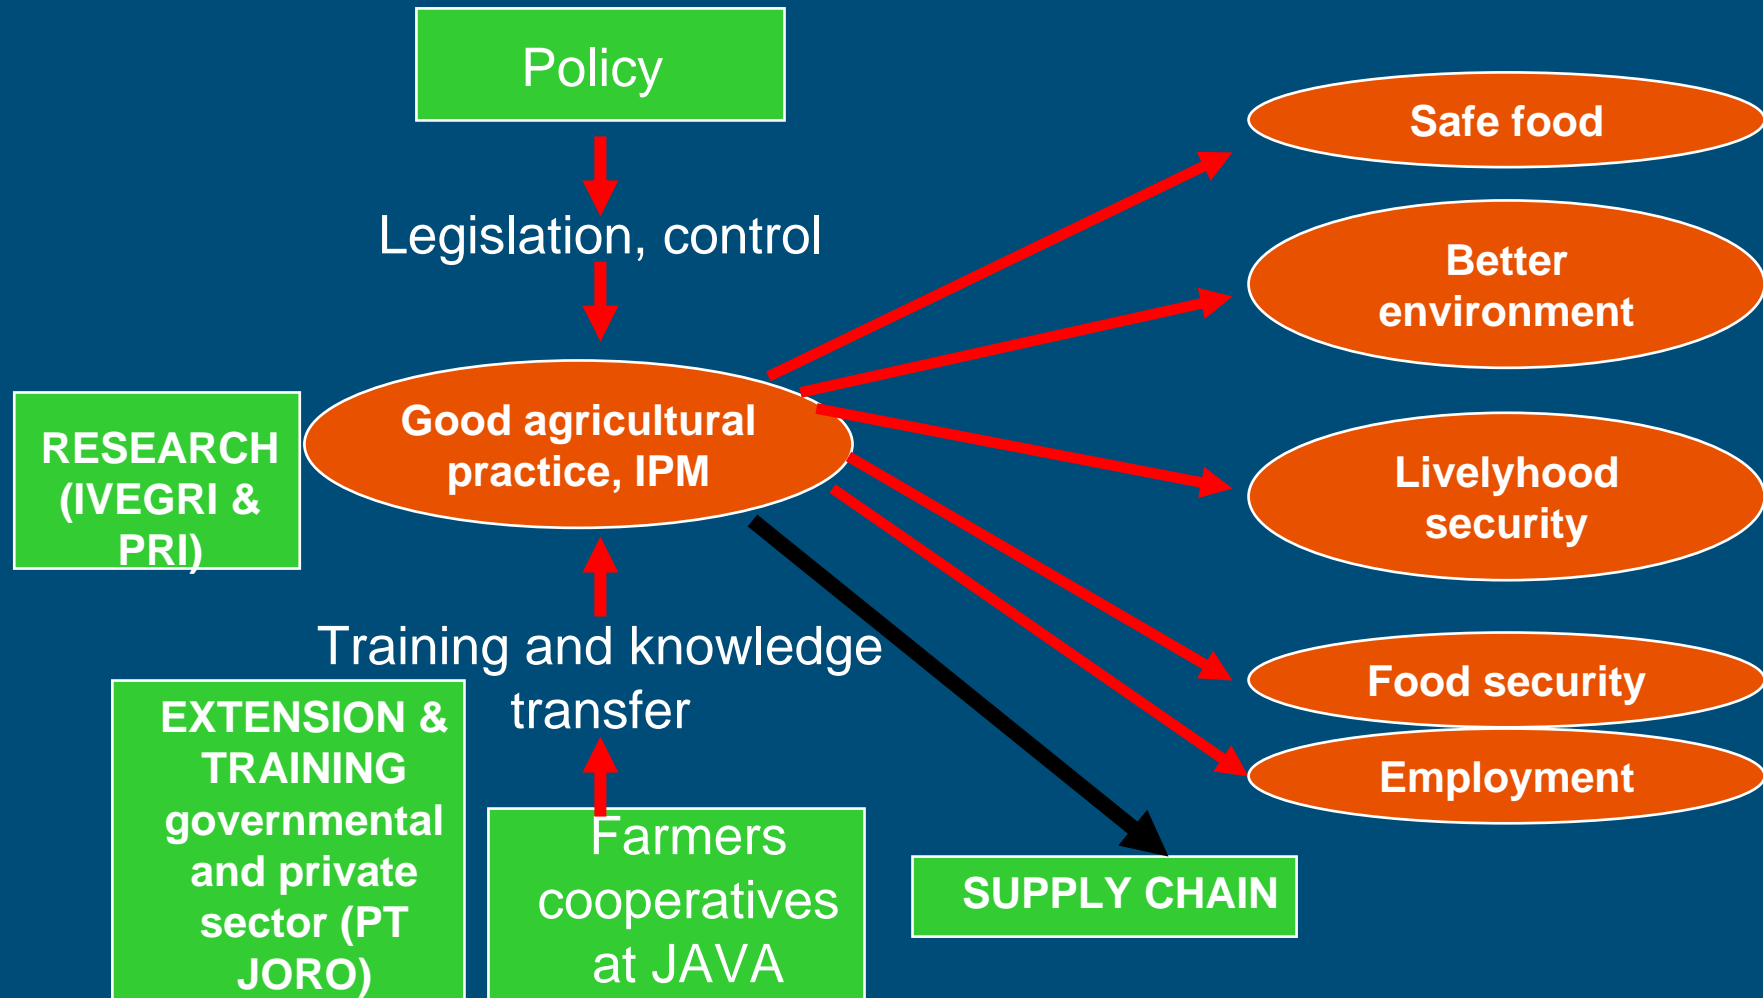 Policy
Legislation, control
Safe food
Better
environment
Good agricultural
practice, IPM
RESEARCH
(IVEGRI &
PRI)
Livelyhood
security
Training and knowledge
transfer
Food security
Employment
EXTENSION &
TRAINING
governmental
and private
sector (PT
JORO)
Farmers
cooperatives
at JAVA
SUPPLY CHAIN